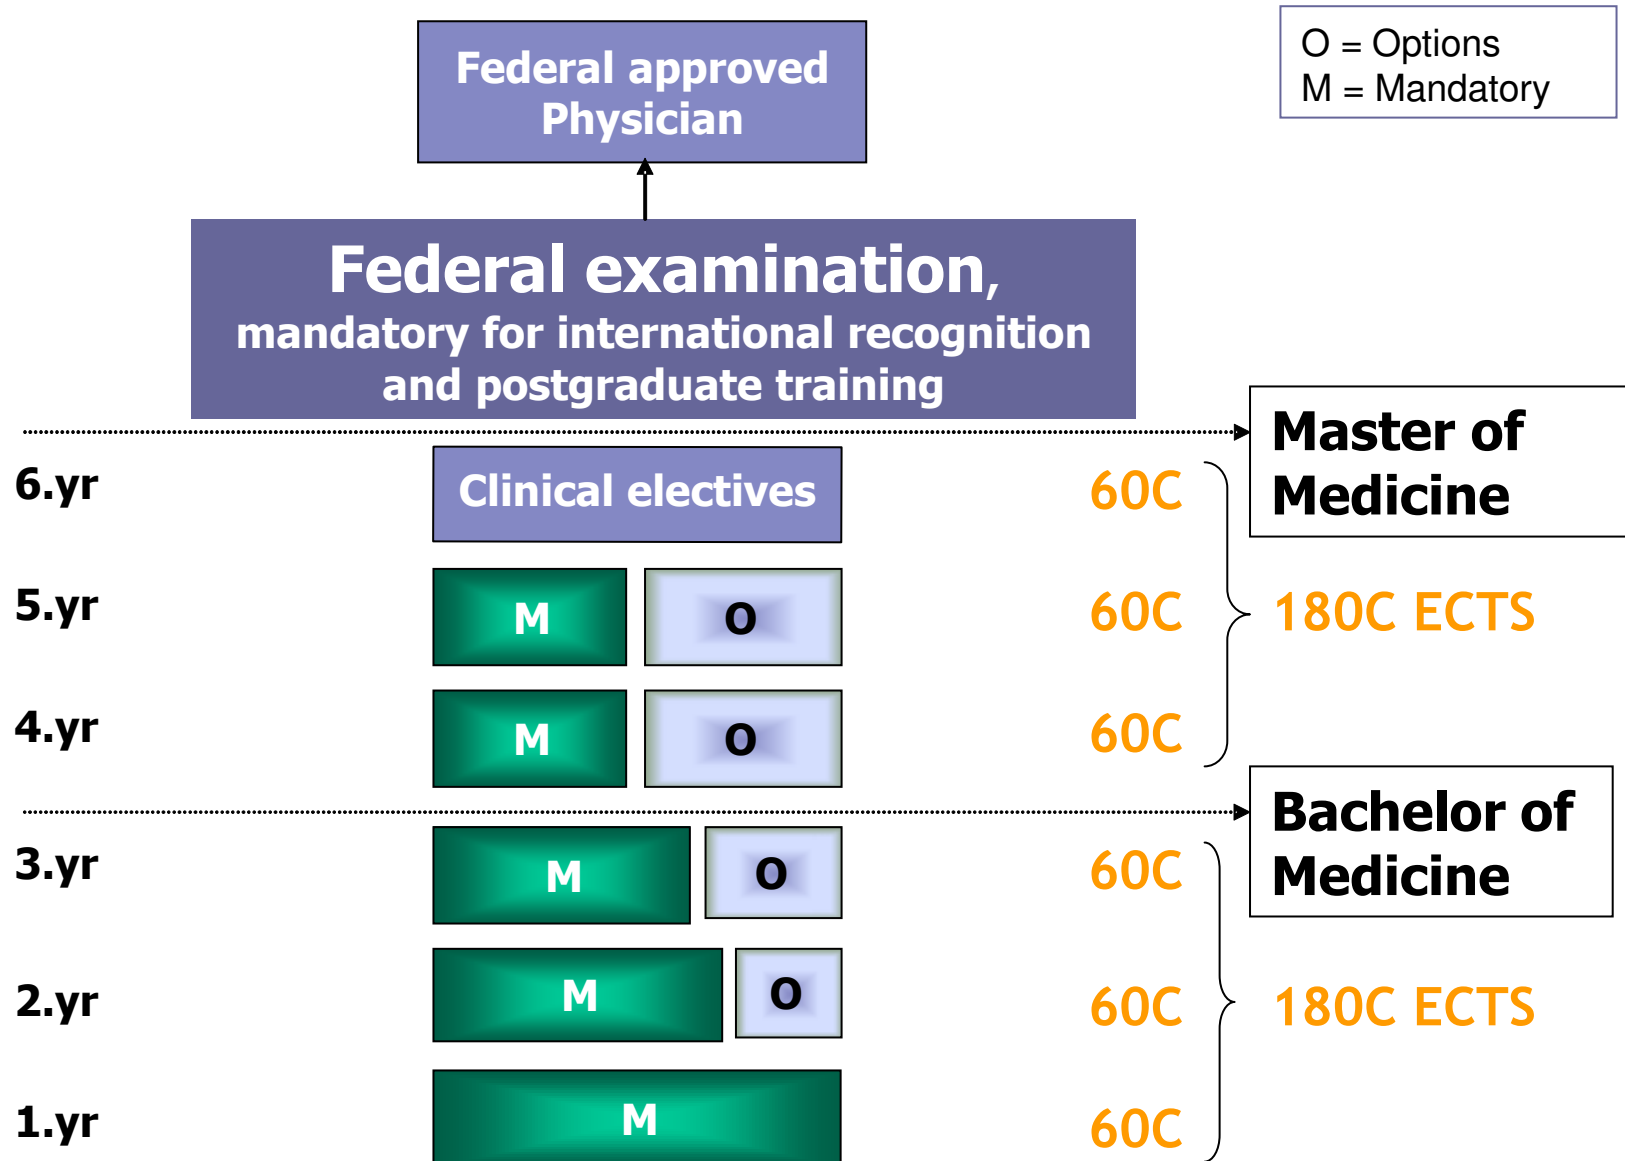 O = Options
M = Mandatory
Federal approved
Physician
Federal examination,
mandatory for international recognition
and postgraduate training
Master of
Medicine
6.yr
Clinical electives
60C
5.yr
M
O
60C
180C ECTS
4.yr
M
O
60C
Bachelor of
Medicine
3.yr
M
O
60C
2.yr
M
O
60C
180C ECTS
1.yr
M
60C